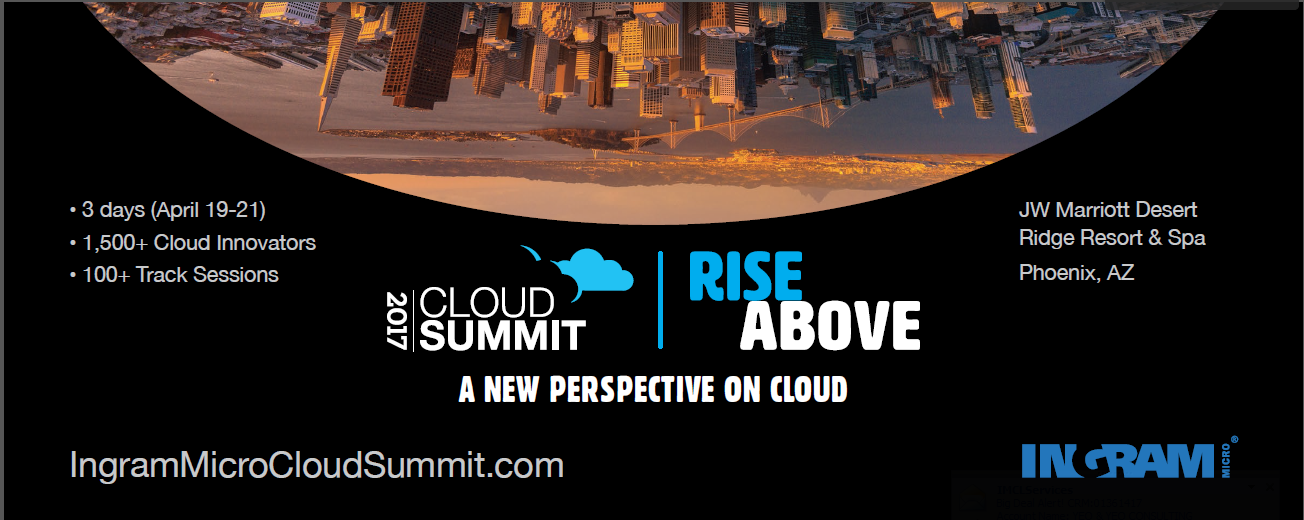 • 3 days (April 19-21)
• 1,500+ Cloud Innovators
• 100+ Track Sessions
JW Marriott Desert
Ridge Resort & Spa
Phoenix, AZ
2017
CLOUD
SUMMIT
RISE
ABOVE
A NEW PERSPECTIVE ON CLOUD
IngramMicroCloudSummit.com
INGRAM MICRO®